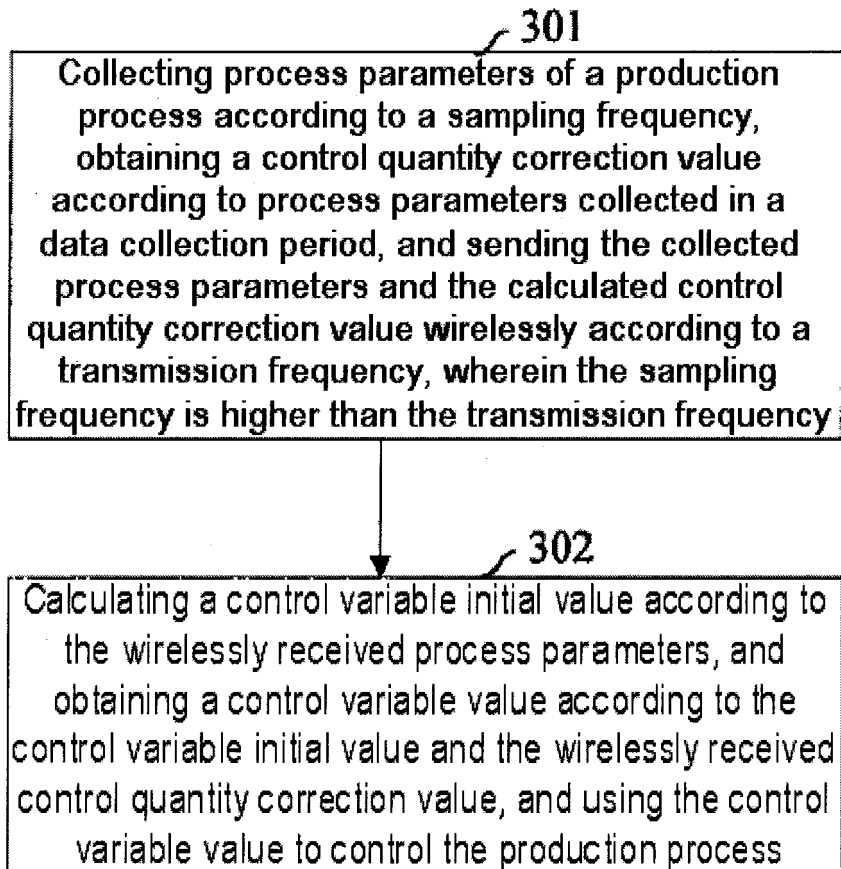 301
Collecting process parameters of a production
process according to a sampling frequency,
obtaining a control quantity correction value
according to process parameters collected in a
data collection period, and sending the collected
process parameters and the calculated control
quantity correction value wirelessly according to a
transmission frequency, wherein the sampling
frequency is higher than the transmission frequency
302
Calculating a control variable initial value according to
the wirelessly received process parameters, and
obtaining a control variable value according to the
control variable initial value and the wirelessly received
control quantity correction value, and using the control
variable value to control the production process